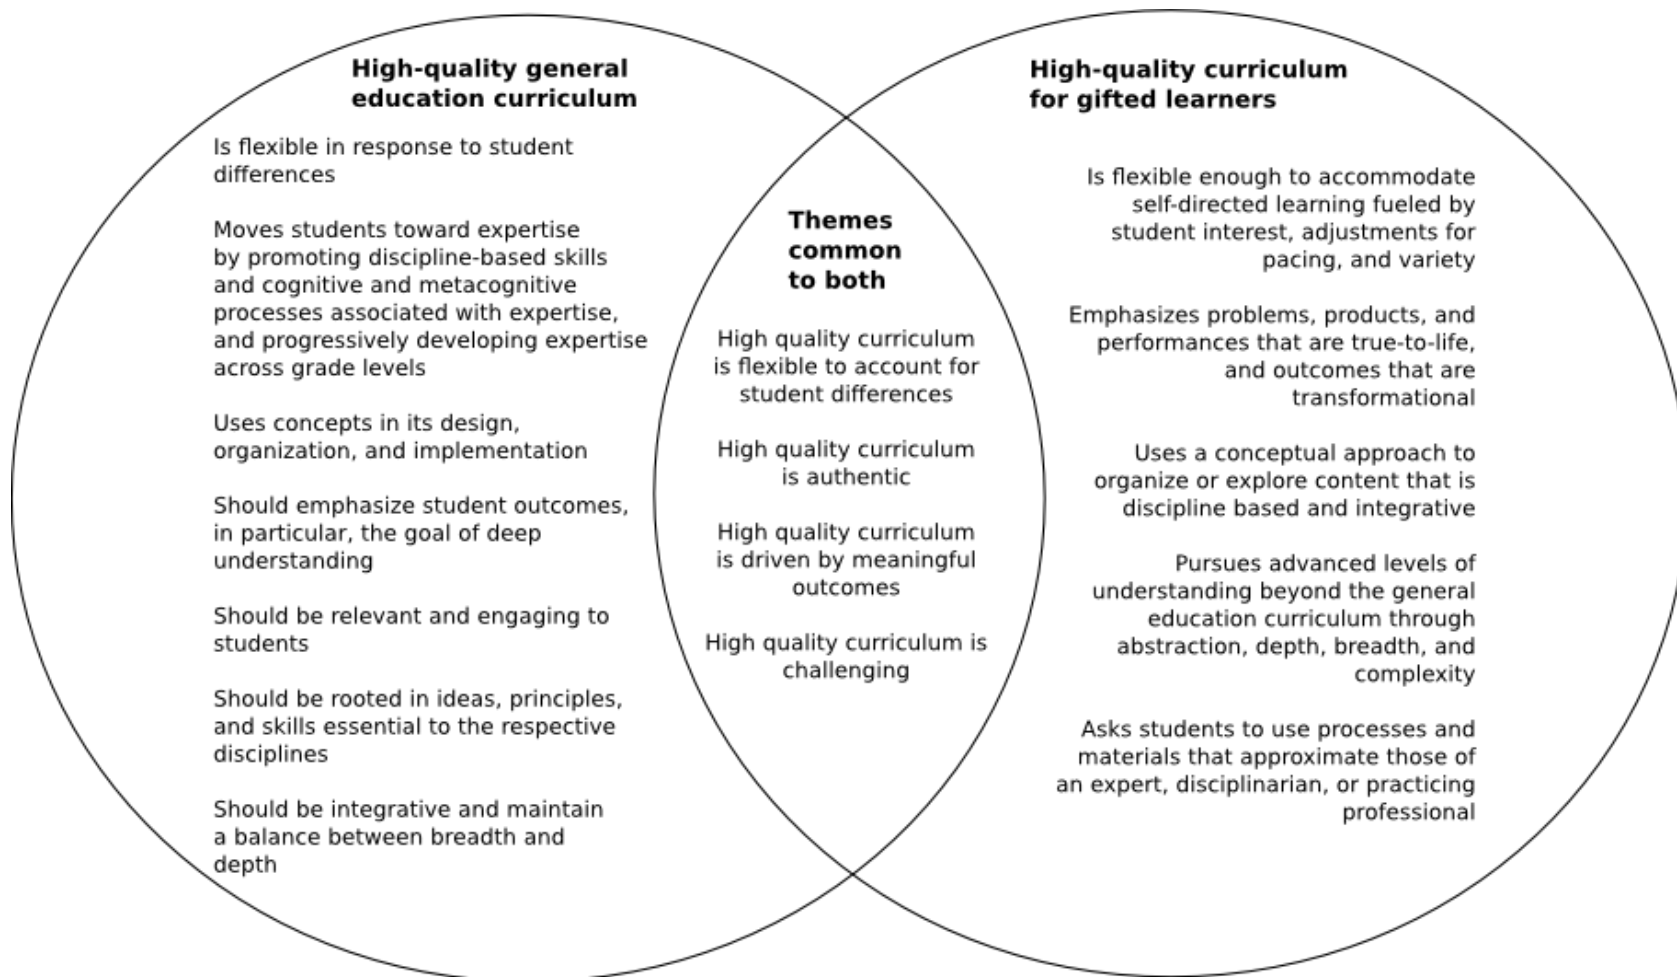 High-quality general
education curriculum
Is flexible in response to student
differences
Moves students toward expertise
by promoting discipline-based skills
and cognitive and metacognitive
processes associated with expertise,
and progressively developing expertise
across grade levels
Uses concepts in its design,
organization, and implementation
Should emphasize student outcomes,
in particular, the goal of deep
understanding
Should be relevant and engaging to
students
Should be rooted in ideas, principles,
and skills essential to the respective
disciplines
Should be integrative and maintain
a balance between breadth and
depth
Themes
common
to both
High quality curriculum
is flexible to account for
student differences
High quality curriculum
is authentic
High quality curriculum
is driven by meaningful
outcomes
High quality curriculum is
challenging
High-quality curriculum
for gifted learners
Is flexible enough to accommodate
self-directed learning fueled by
student interest, adjustments for
pacing, and variety
Emphasizes problems, products, and
performances that are true-to-life,
and outcomes that are
transformational
Uses a conceptual approach to
organize or explore content that is
discipline based and integrative
Pursues advanced levels of
understanding beyond the general
education curriculum through
abstraction, depth, breadth, and
complexity
Asks students to use processes and
materials that approximate those of
an expert, disciplinarian, or practicing
professional